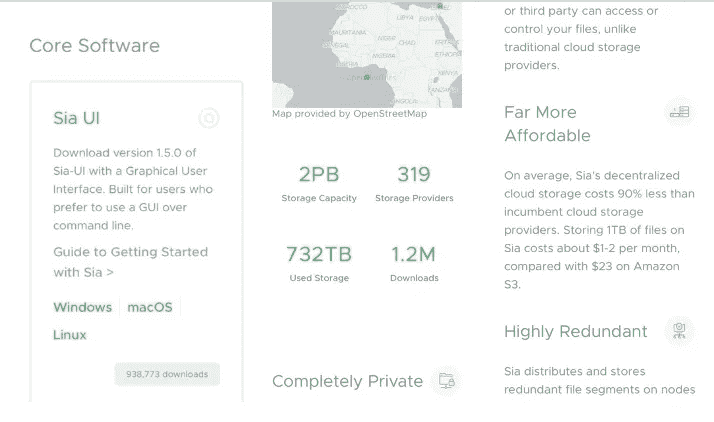 Core Software
Sia UI
Download version 1.5.0 of
Sia-UI with a Graphical User
Interface. Built for users who
prefer to use a GUI over
command line.
Guide to Getting Started
with Sia >
Windows macOS
Linux
938,773 downloads
LIBYA
CHAD
NIGER
KENYA
ANGOLA
Map provided by OpenStreetMap
2PB 319
Storage Capacity Storage Providers
732TB 1.2M
Used Storage Downloads
Completely Private
or third party can access or
control your files, unlike
traditional cloud storage
providers.
Far More
Affordable
On average, Sia's decentralized
cloud storage costs 90% less than
incumbent cloud storage
providers. Storing 1TB of files on
Sia costs about $1-2 per month,
compared with $23 on Amazon
S3.
Highly Redundant
Sia distributes and stores
redundant file segments on nodes